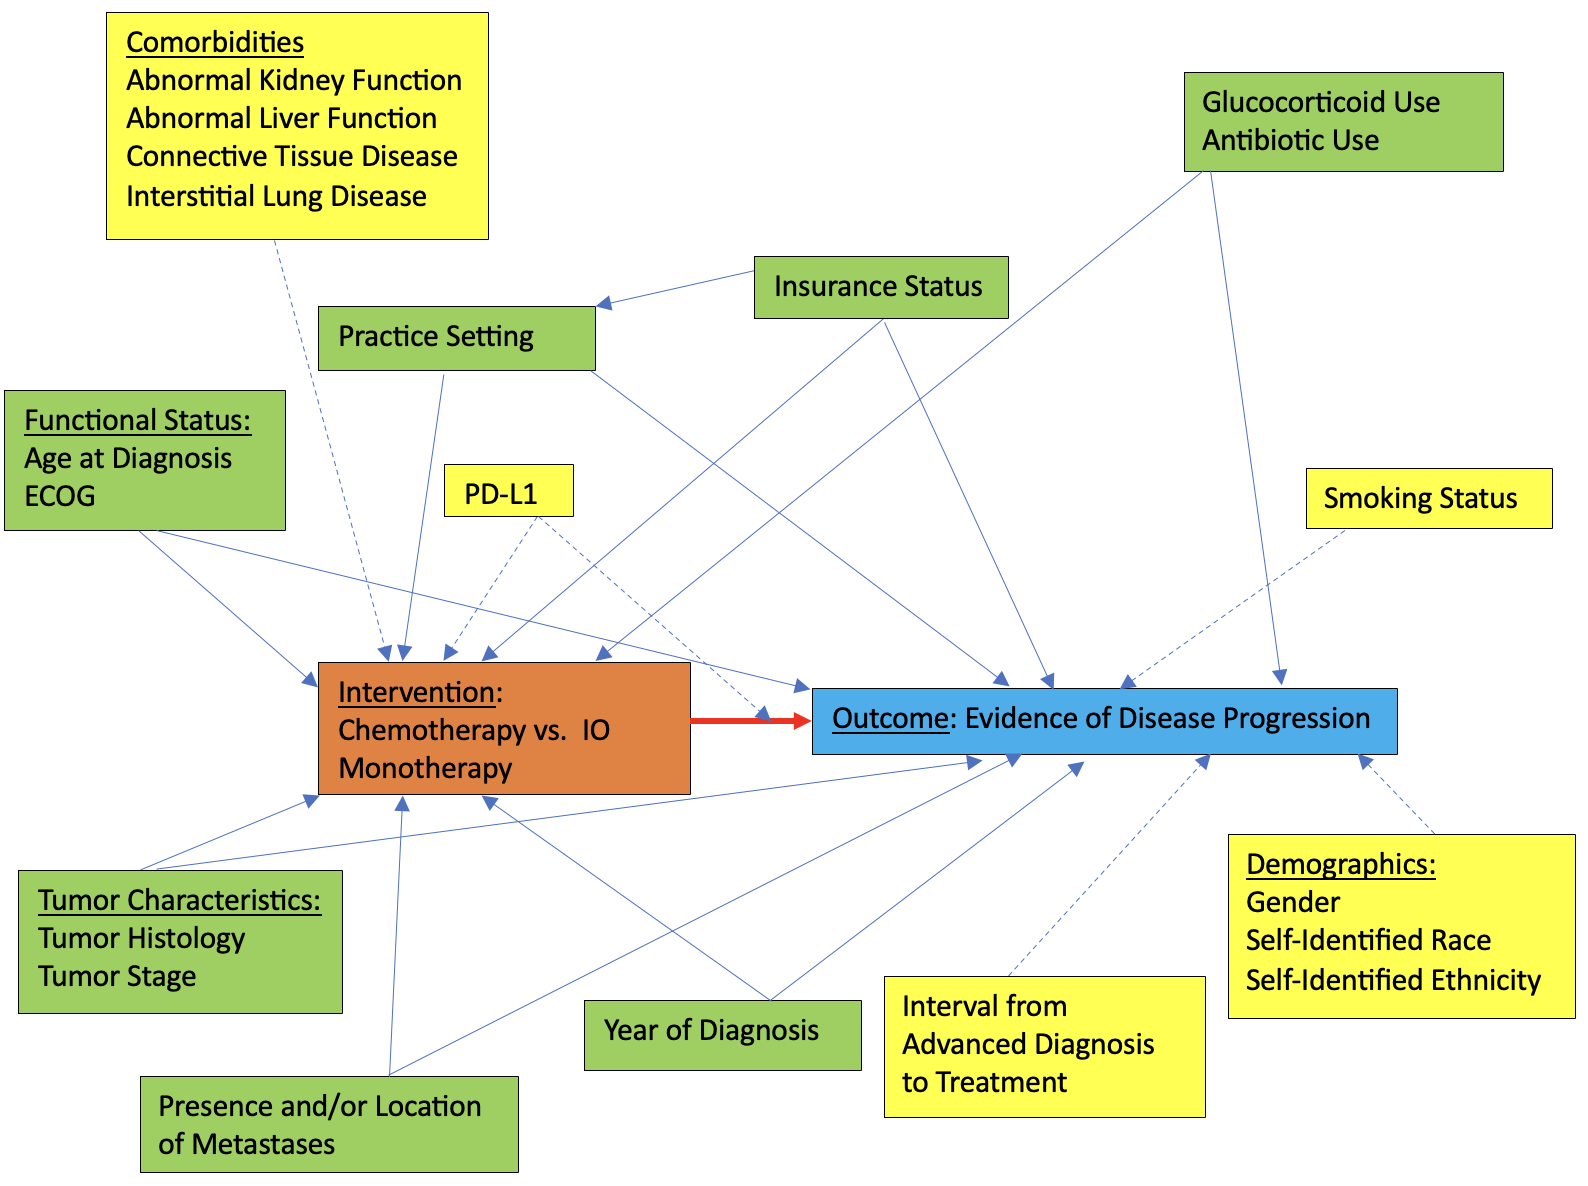 Comorbidities
Abnormal Kidney Function
Abnormal Liver Function
Connective Tissue Disease
Interstitial Lung Disease
Glucocorticoid Use
Antibiotic Use
Insurance Status
Practice Setting
Functional Status:
Age at Diagnosis
ECOG
PD-L1
Smoking Status
Intervention:
Chemotherapy vs. IO
Monotherapy
Outcome: Evidence of Disease Progression
Tumor Characteristics:
Tumor Histology
Tumor Stage
Demographics:
Gender
Self-Identified Race
Self-Identified Ethnicity
Year of Diagnosis
Interval from
Advanced Diagnosis
to Treatment
Presence and/or Location
of Metastases